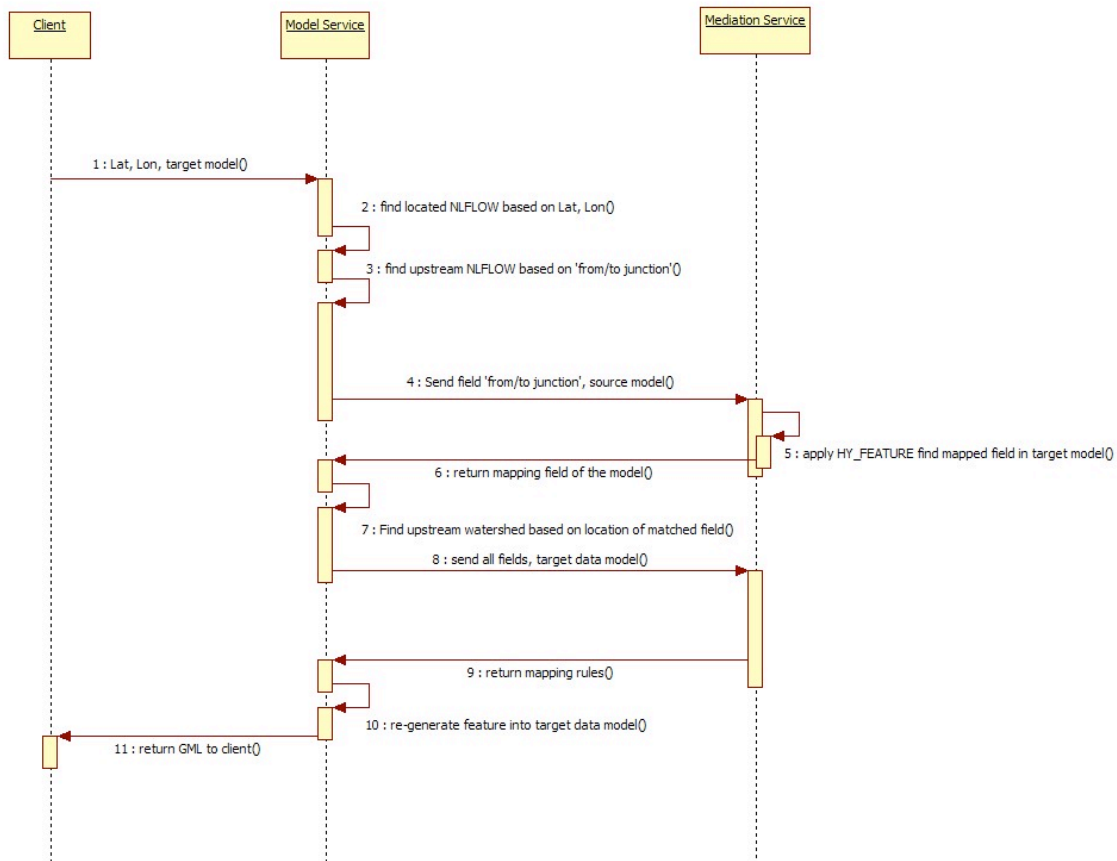 Client
Model Service
Mediation Service
1 : Lat, Lon, target model()
2 : find located NLFLOW based on Lat, Lon()
3 : find upstream NLFLOW based on 'from/to junction'()
4 : Send field 'from/to junction', source model()
5 : apply HY_FEATURE find mapped field in target model()
6 : return mapping field of the model()
7 : Find upstream watershed based on location of matched field()
8 : send all fields, target data model()
9 : return mapping rules()
10 : re-generate feature into target data model()
11 : return GML to client()